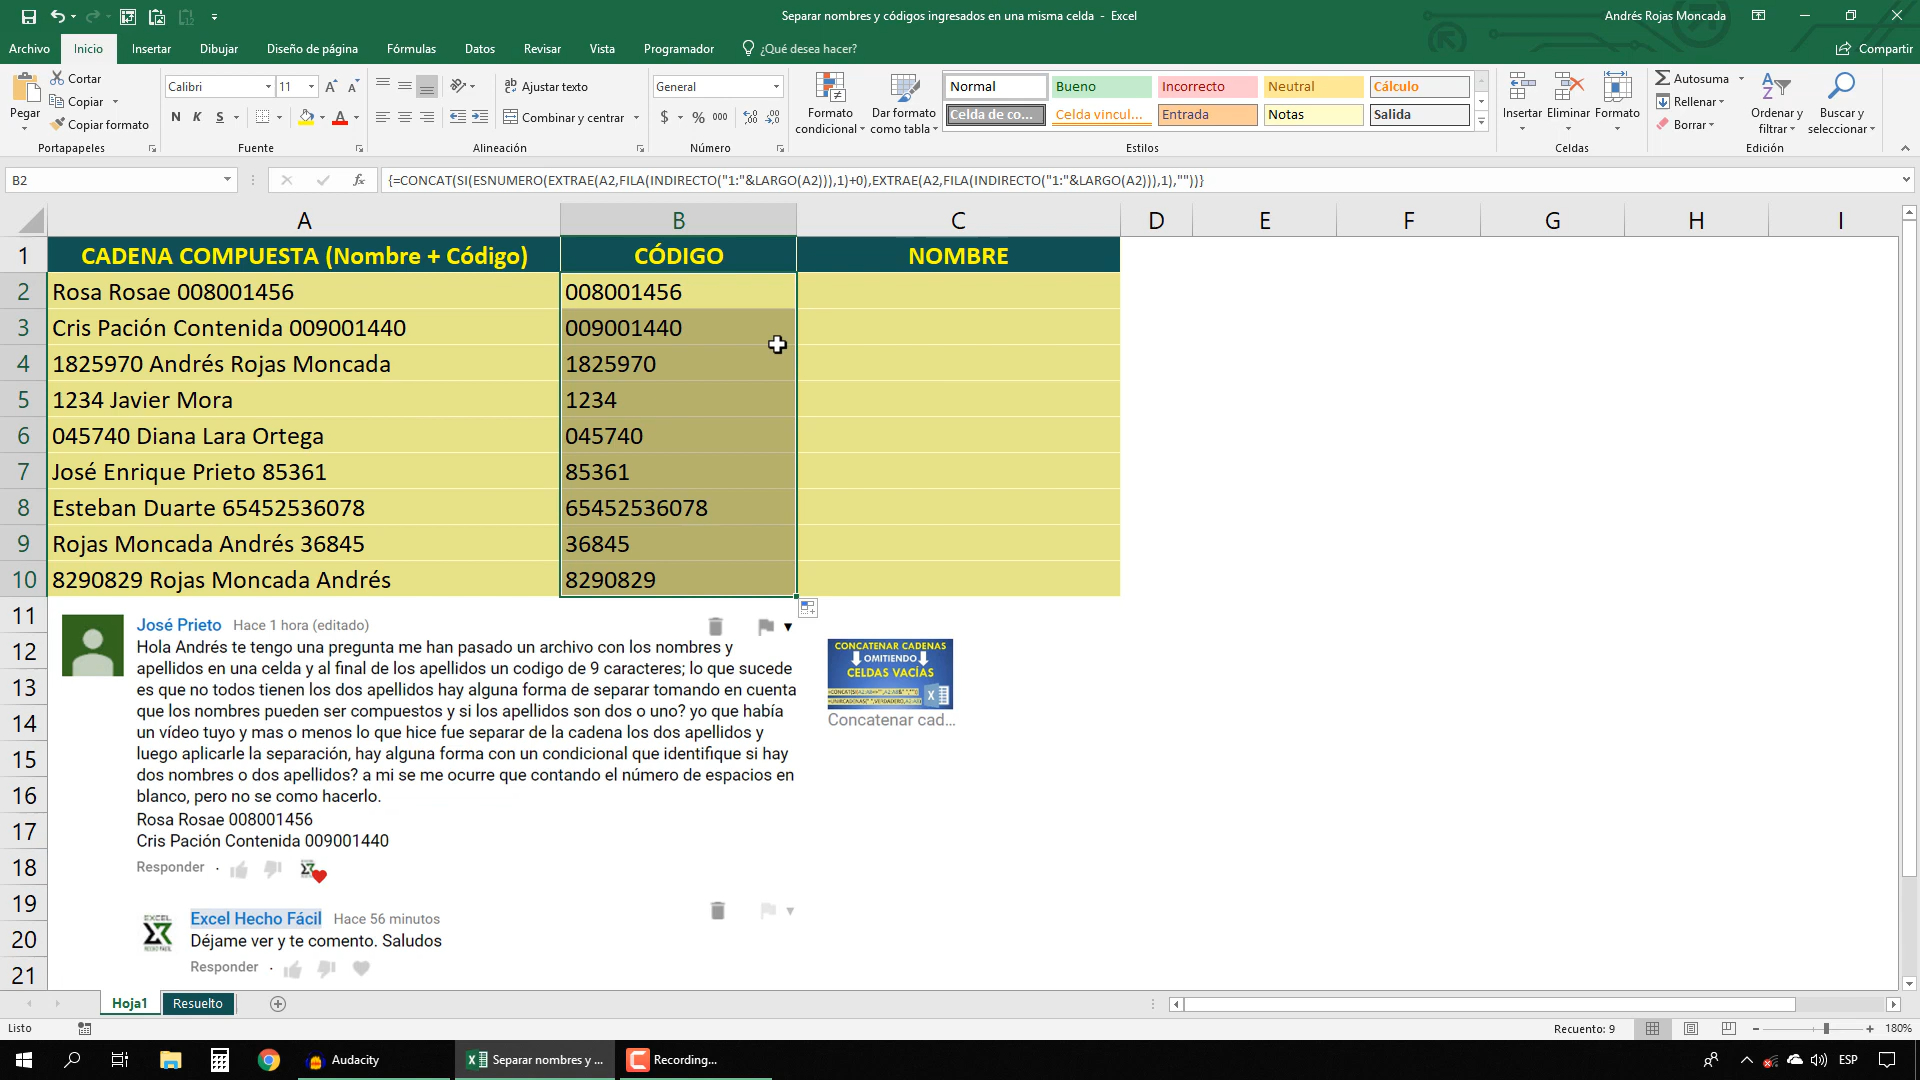 Separar nombres y códigos ingresados en una misma celda - Excel
Andrés Rojas Moncada
Archivo Inicio Insertar Dibujar Diseño de página Fórmulas Datos Revisar Vista Programador ¿Qué desea hacer? Compartir
Pegar
Cortar
Copiar
Copiar formato
Portapapeles
Calibri 11
N K S
Fuente
Ajustar texto
Combinar y centrar
Alineación
General
$ % 000
Número
Formato condicional
Dar formato como tabla
Normal Bueno Incorrecto Neutral Cálculo
Celda de co... Celda vincul... Entrada Notas Salida
Estilos
Insertar Eliminar Formato
Celdas
Autosuma
Rellenar
Borrar
Ordenar y filtrar
Buscar y seleccionar
Edición
B2
fx
{=CONCAT(SI(ESNUMERO(EXTRAE(A2,FILA(INDIRECTO("1:"&LARGO(A2))),1)+0),EXTRAE(A2,FILA(INDIRECTO("1:"&LARGO(A2))),1),""))}
A B C D E F G H I
1 CADENA COMPUESTA (Nombre + Código) CÓDIGO NOMBRE
2 Rosa Rosae 008001456 008001456
3 Cris Pación Contenida 009001440 009001440
4 1825970 Andrés Rojas Moncada 1825970
5 1234 Javier Mora 1234
6 045740 Diana Lara Ortega 045740
7 José Enrique Prieto 85361 85361
8 Esteban Duarte 65452536078 65452536078
9 Rojas Moncada Andrés 36845 36845
10 8290829 Rojas Moncada Andrés 8290829
11
12
13
14
15
16
17
18
19
20
21
José Prieto Hace 1 hora (editado)
Hola Andrés te tengo una pregunta me han pasado un archivo con los nombres y
apellidos en una celda y al final de los apellidos un codigo de 9 caracteres; lo que sucede
es que no todos tienen los dos apellidos hay alguna forma de separar tomando en cuenta
que los nombres pueden ser compuestos y si los apellidos son dos o uno? yo que había
un vídeo tuyo y mas o menos lo que hice fue separar de la cadena los dos apellidos y
luego aplicarle la separación, hay alguna forma con un condicional que identifique si hay
dos nombres o dos apellidos? a mi se me ocurre que contando el número de espacios en
blanco, pero no se como hacerlo.
Rosa Rosae 008001456
Cris Pación Contenida 009001440
Responder
CONCATENAR CADENAS
OMITIENDO
CELDAS VACÍAS
Concatenar cad...
Excel Hecho Fácil Hace 56 minutos
Déjame ver y te comento. Saludos
Responder
Hoja1 Resuelto
Listo
Recuento: 9
180%
Audacity
Separar nombres y ...
Recording...
ESP